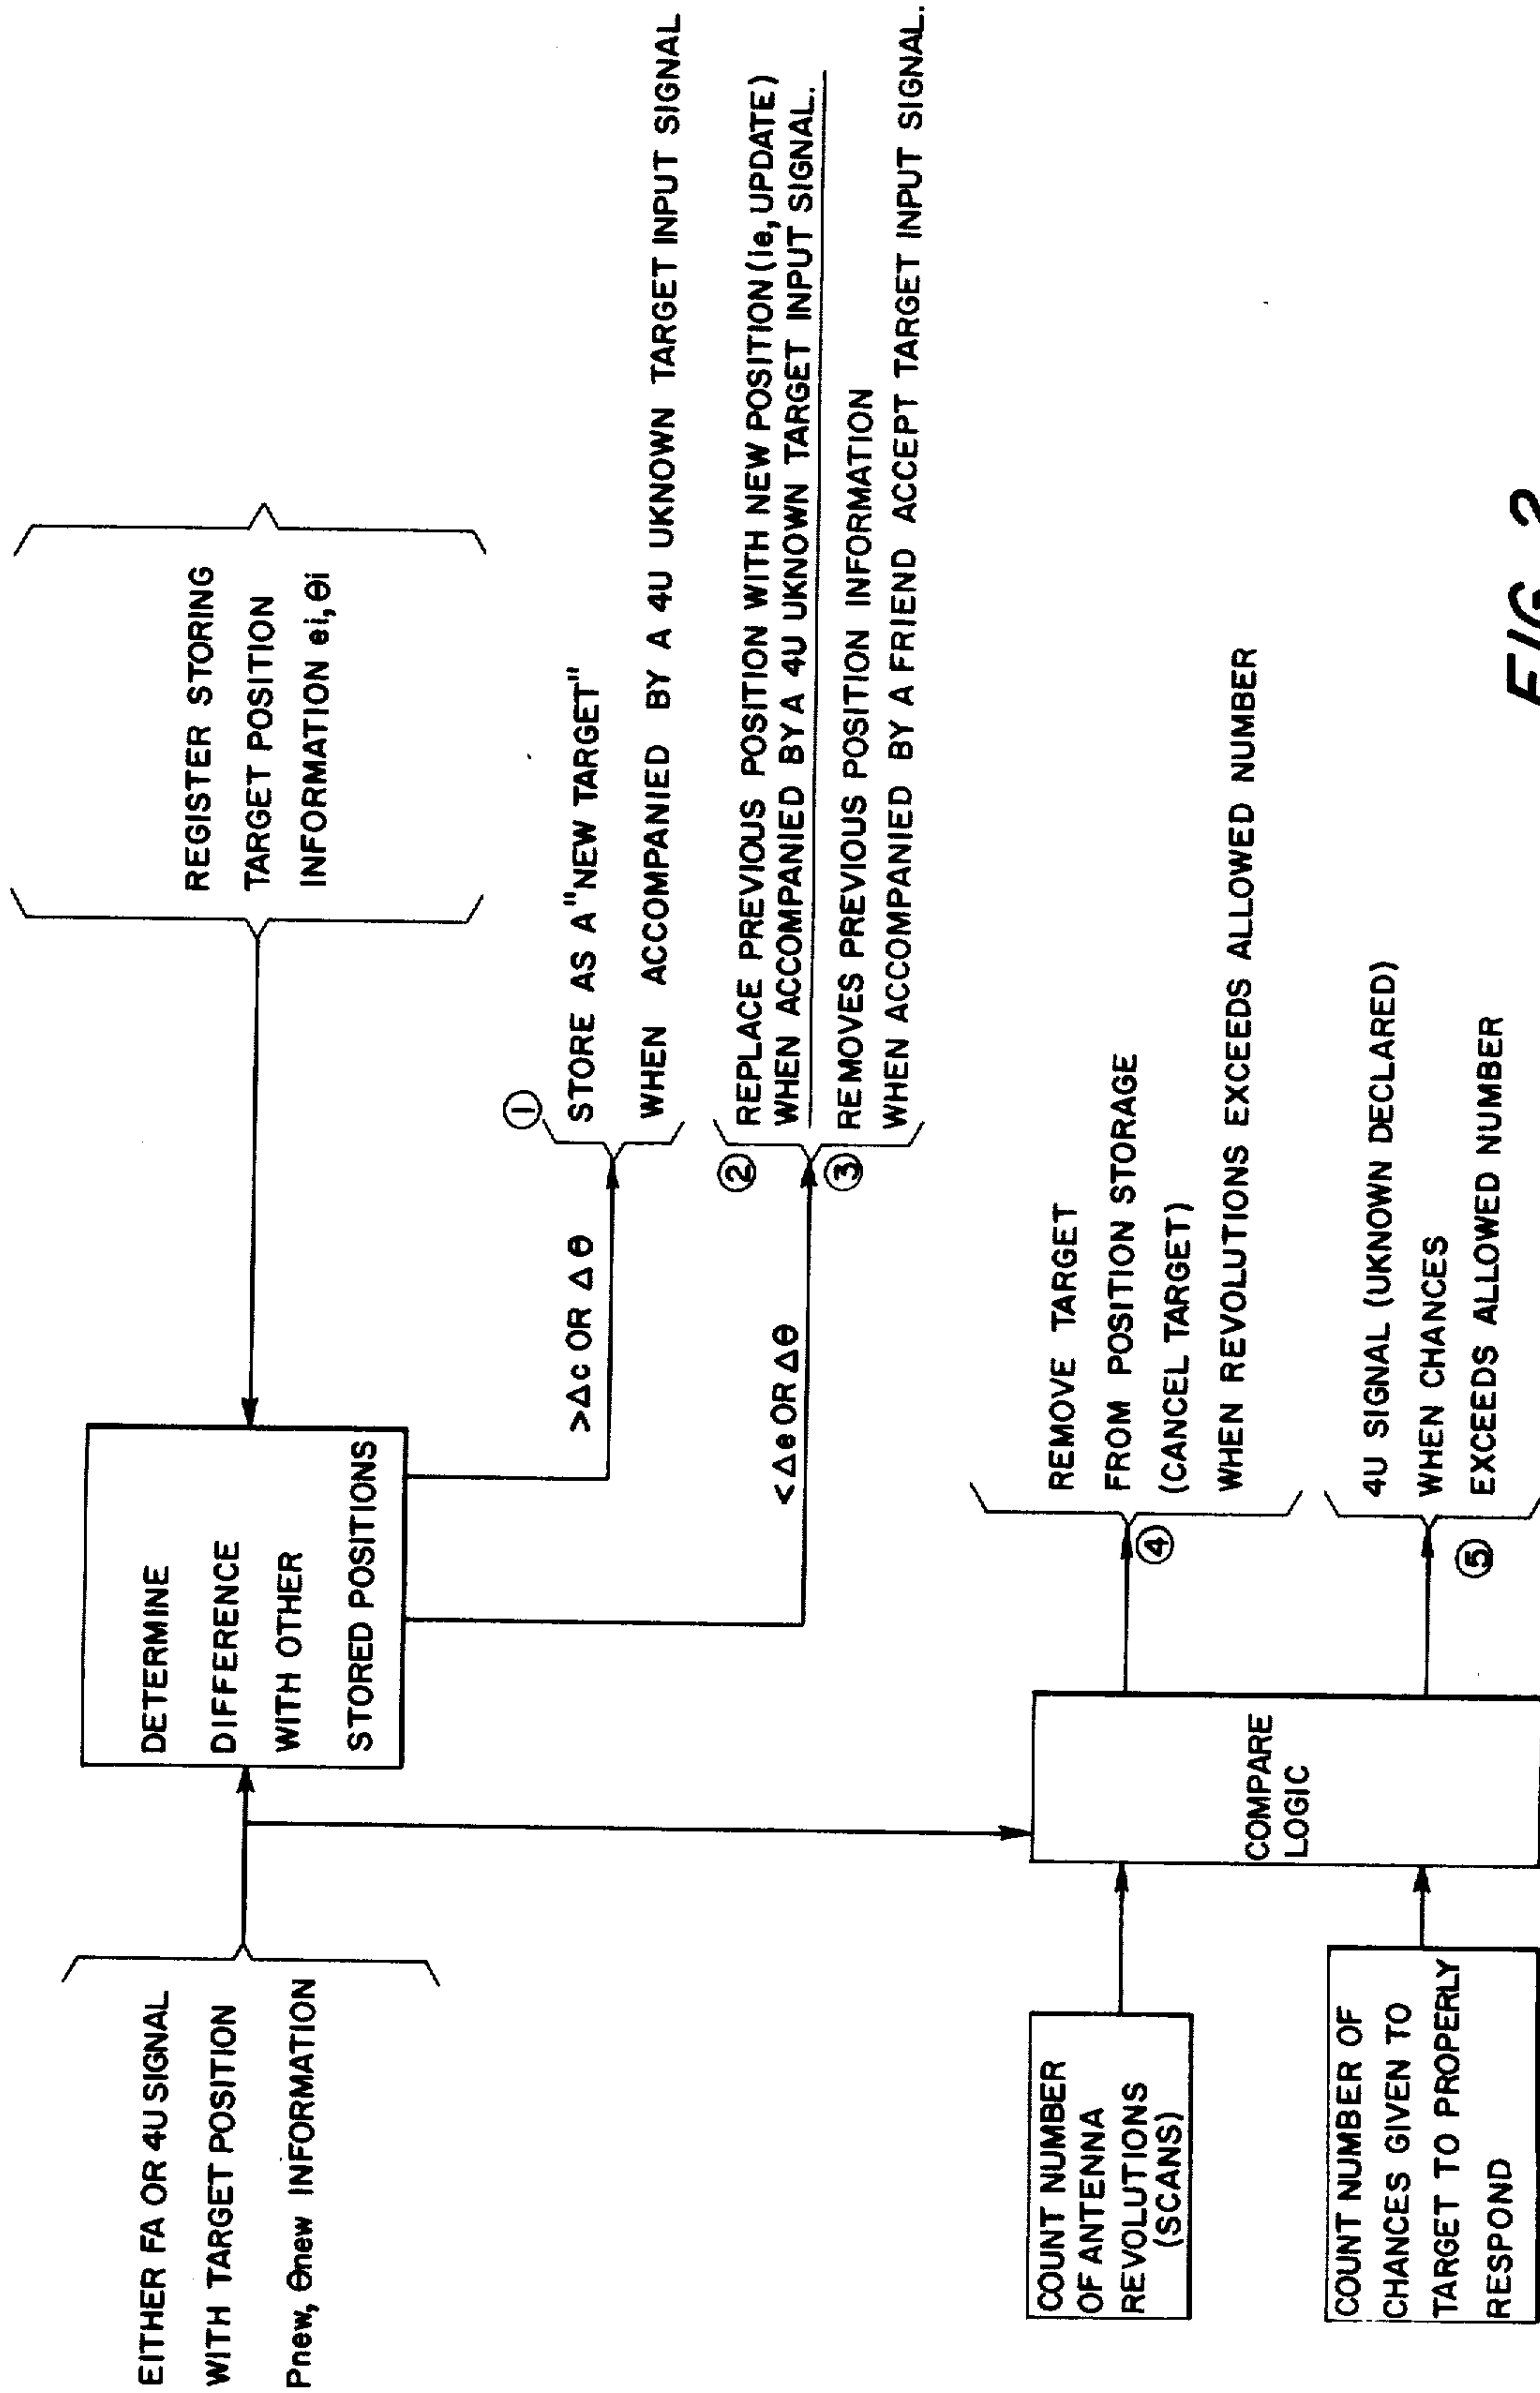 EITHER FA OR 4U SIGNAL
WITH TARGET POSITION
Pnew, θnew INFORMATION
DETERMINE
DIFFERENCE
WITH OTHER
STORED POSITIONS
REGISTER STORING
TARGET POSITION
INFORMATION ei, θi
>Δc OR Δθ
①
STORE AS A "NEW TARGET"
WHEN ACCOMPANIED BY A 4U UKNOWN TARGET INPUT SIGNAL
<Δe OR Δθ
②
REPLACE PREVIOUS POSITION WITH NEW POSITION (ie, UPDATE)
WHEN ACCOMPANIED BY A 4U UKNOWN TARGET INPUT SIGNAL.
③
REMOVES PREVIOUS POSITION INFORMATION
WHEN ACCOMPANIED BY A FRIEND ACCEPT TARGET INPUT SIGNAL.
COUNT NUMBER
OF ANTENNA
REVOLUTIONS
(SCANS)
COUNT NUMBER OF
CHANCES GIVEN TO
TARGET TO PROPERLY
RESPOND
COMPARE
LOGIC
④
REMOVE TARGET
FROM POSITION STORAGE
(CANCEL TARGET)
WHEN REVOLUTIONS EXCEEDS ALLOWED NUMBER
⑤
4U SIGNAL (UKNOWN DECLARED)
WHEN CHANCES
EXCEEDS ALLOWED NUMBER
FIG. 2